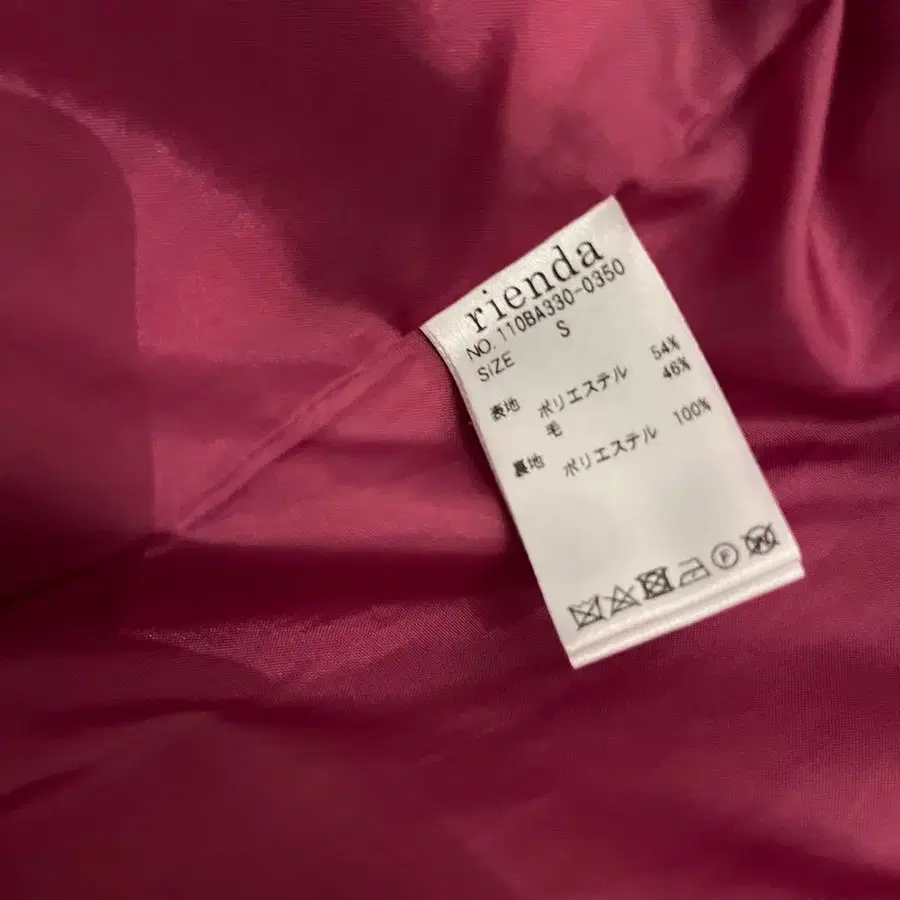 rienda
NO.110BA330-0350
SIZE S
表地 ポリエステル 54%
毛 46%
裏地 ポリエステル 100%
F
W